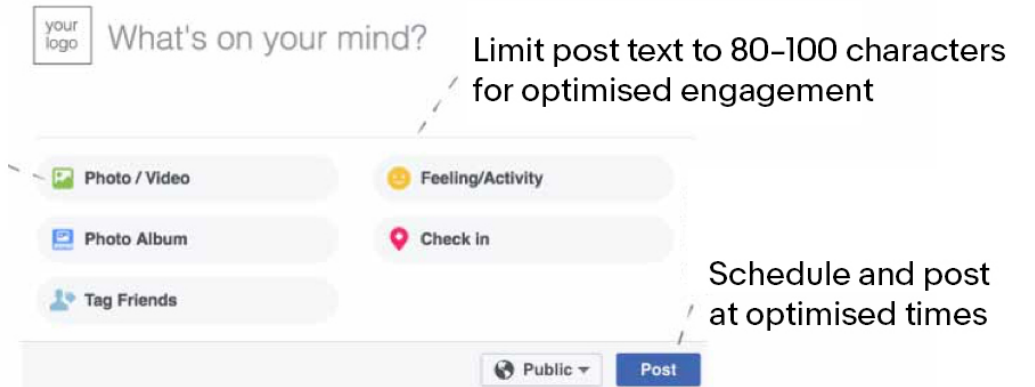 your
logo
What's on your mind?
Limit post text to 80–100 characters
for optimised engagement
Photo / Video
Feeling/Activity
Photo Album
Check in
Tag Friends
Schedule and post
at optimised times
Public
Post